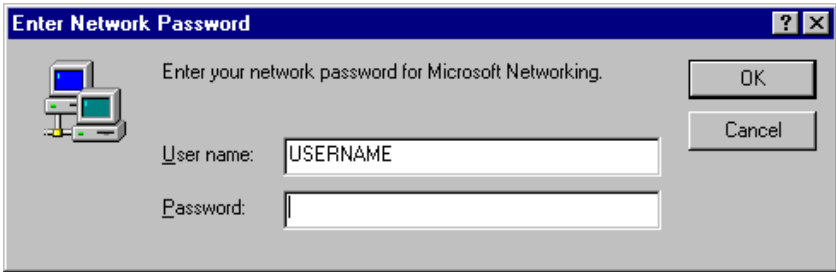 Enter Network Password
Enter your network password for Microsoft Networking.
OK
Cancel
User name: USERNAME
Password: